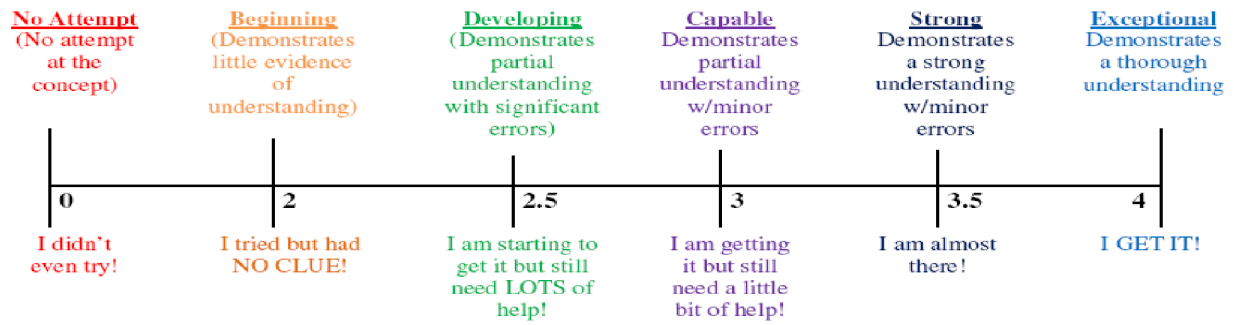 No Attempt
(No attempt
at the
concept)
Beginning
(Demonstrates
little evidence
of
understanding)
Developing
(Demonstrates
partial
understanding
with significant
errors)
Capable
Demonstrates
partial
understanding
w/minor
errors
Strong
Demonstrates
a strong
understanding
w/minor
errors
Exceptional
Demonstrates
a thorough
understanding
0
2
2.5
3
3.5
4
I didn't
even try!
I tried but had
NO CLUE!
I am starting to
get it but still
need LOTS of
help!
I am getting
it but still
need a little
bit of help!
I am almost
there!
I GET IT!